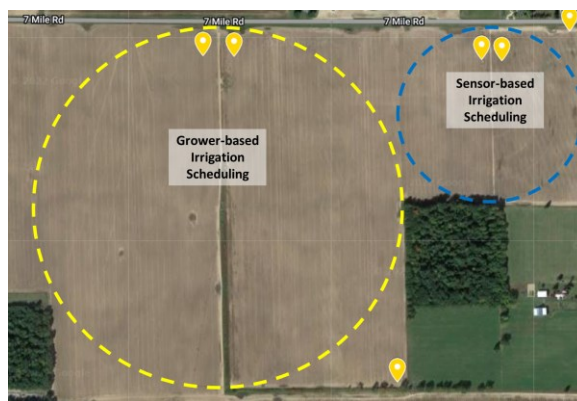 7 Mile Rd
7 Mile Rd
7 Mile Rd
Sensor-based
Irrigation
Scheduling
Grower-based
Irrigation
Scheduling